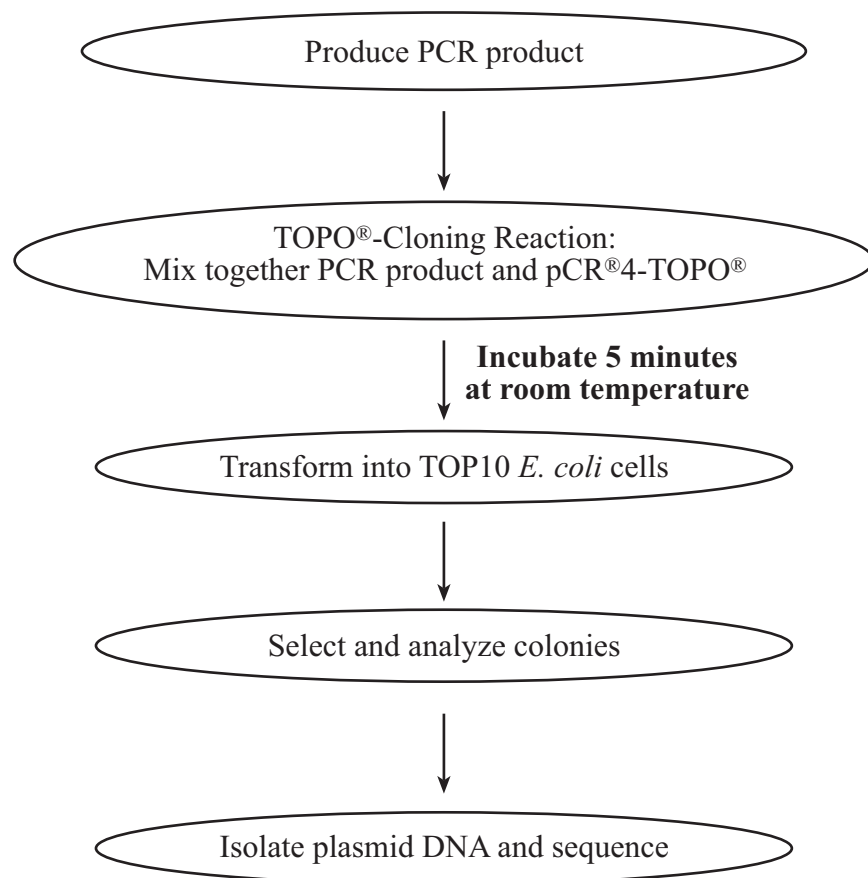 Produce PCR product
TOPO®-Cloning Reaction:
Mix together PCR product and pCR®4-TOPO®
Incubate 5 minutes
at room temperature
Transform into TOP10 E. coli cells
Select and analyze colonies
Isolate plasmid DNA and sequence